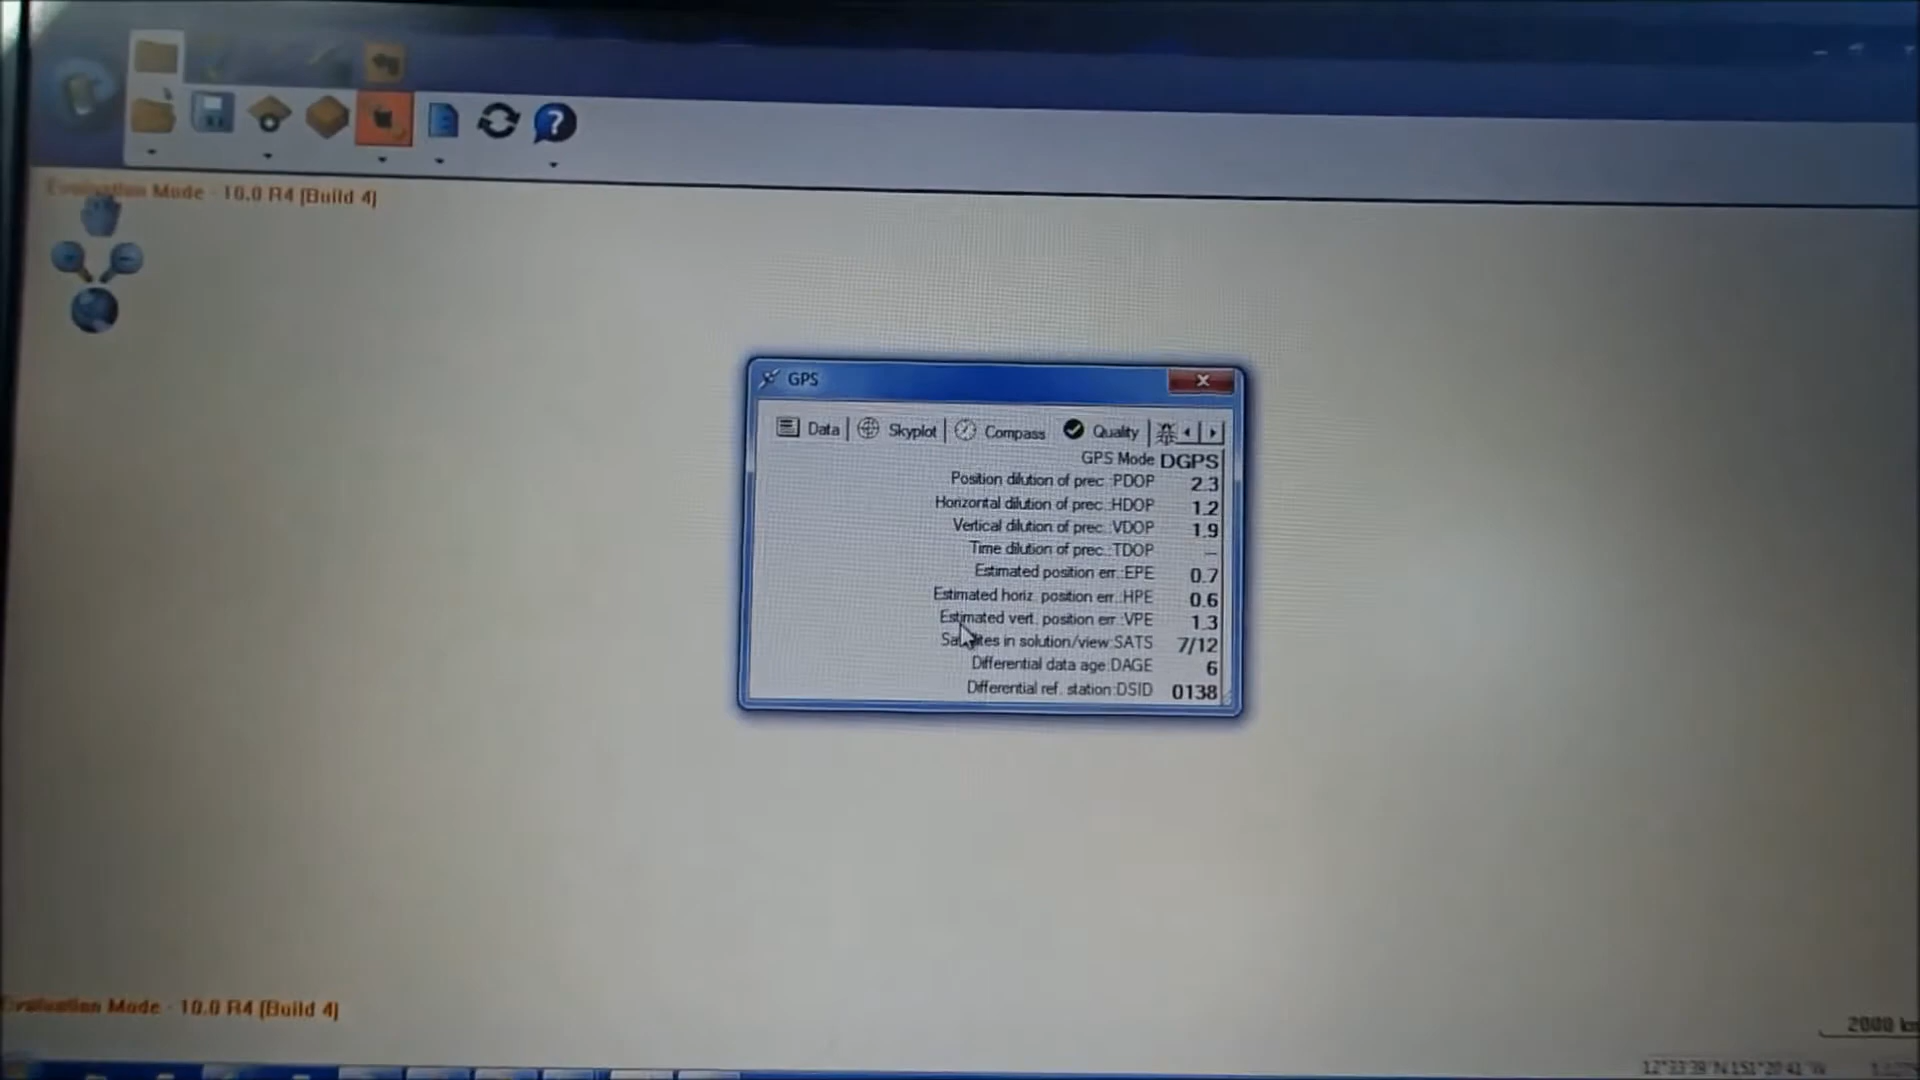 Evaluation Mode - 10.0 R4 [Build 4]
GPS
Data Skyplot Compass Quality
GPS Mode DGPS
Position dilution of prec.:PDOP 2.3
Horizontal dilution of prec.:HDOP 1.2
Vertical dilution of prec.:VDOP 1.9
Time dilution of prec.:TDOP --
Estimated position err.:EPE 0.7
Estimated horiz. position err.:HPE 0.6
Estimated vert. position err.:VPE 1.3
Satellites in solution/view:SATS 7/12
Differential data age:DAGE 6
Differential ref. station:DSID 0138
Evaluation Mode - 10.0 R4 [Build 4]
2000